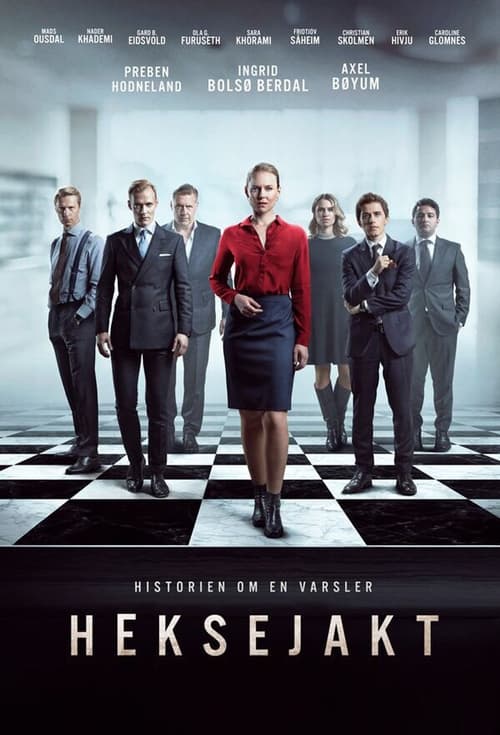 MADS NADER GARD B. OLA G. SARA FRIDTJOV CHRISTIAN ERIK CAROLINE
OUSDAL KHADEMI EIDSVOLD FURUSETH KHORAMI SÅHEIM SKOLMEN HIVJU GLOMNES
PREBEN INGRID AXEL
HODNELAND BOLSØ BERDAL BØYUM
HISTORIEN OM EN VARSLER
HEKSEJAKT